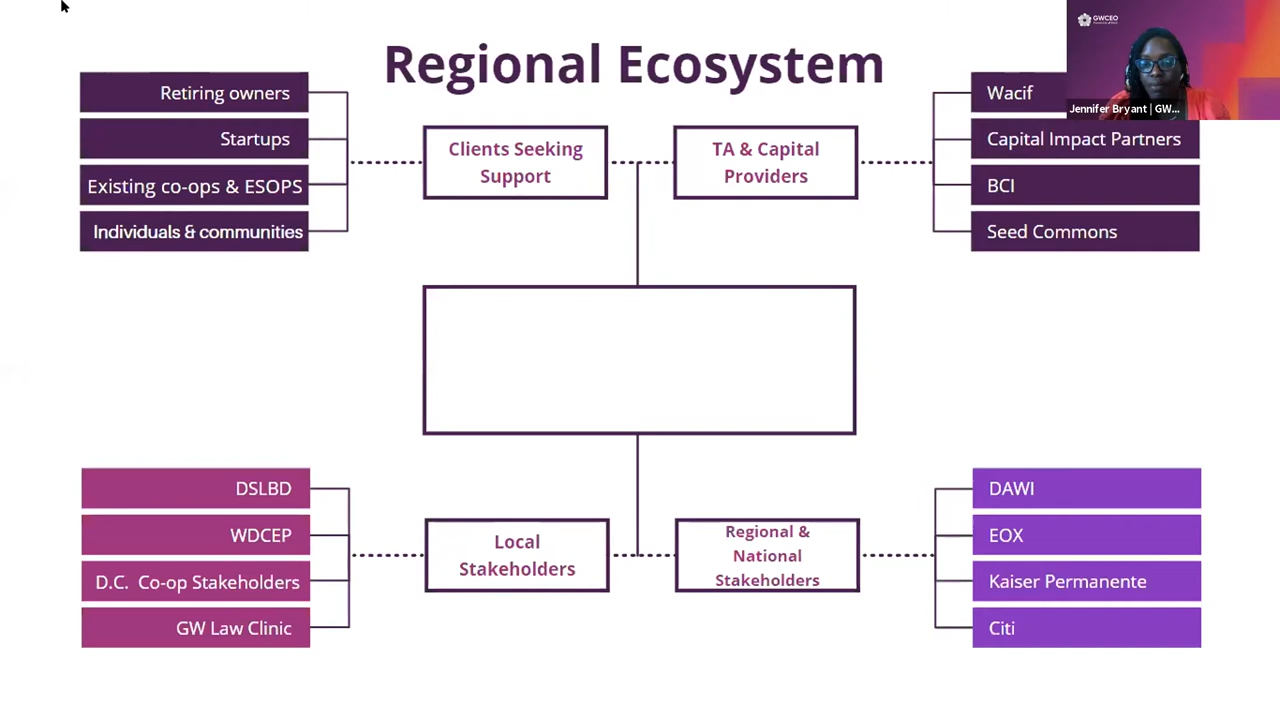 Regional Ecosystem
GWCEO
Jennifer Bryant | GW...
Retiring owners
Startups
Existing co-ops & ESOPS
Individuals & communities
Clients Seeking
Support
TA & Capital
Providers
Wacif
Capital Impact Partners
BCI
Seed Commons
DSLBD
WDCEP
D.C. Co-op Stakeholders
GW Law Clinic
Local
Stakeholders
Regional &
National
Stakeholders
DAWI
EOX
Kaiser Permanente
Citi